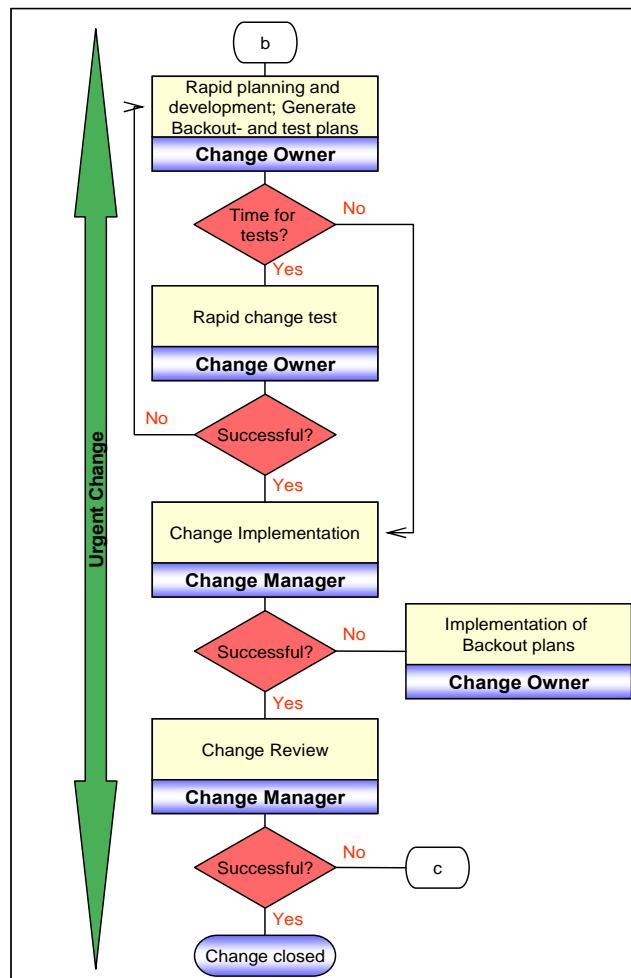 b
Rapid planning and
development; Generate
Backout- and test plans
Change Owner
Time for
tests?
No
Yes
Rapid change test
Change Owner
No
Successful?
Yes
Change Implementation
Change Manager
Successful?
No
Implementation of
Backout plans
Change Owner
Yes
Change Review
Change Manager
Successful?
No
c
Yes
Change closed
Urgent Change